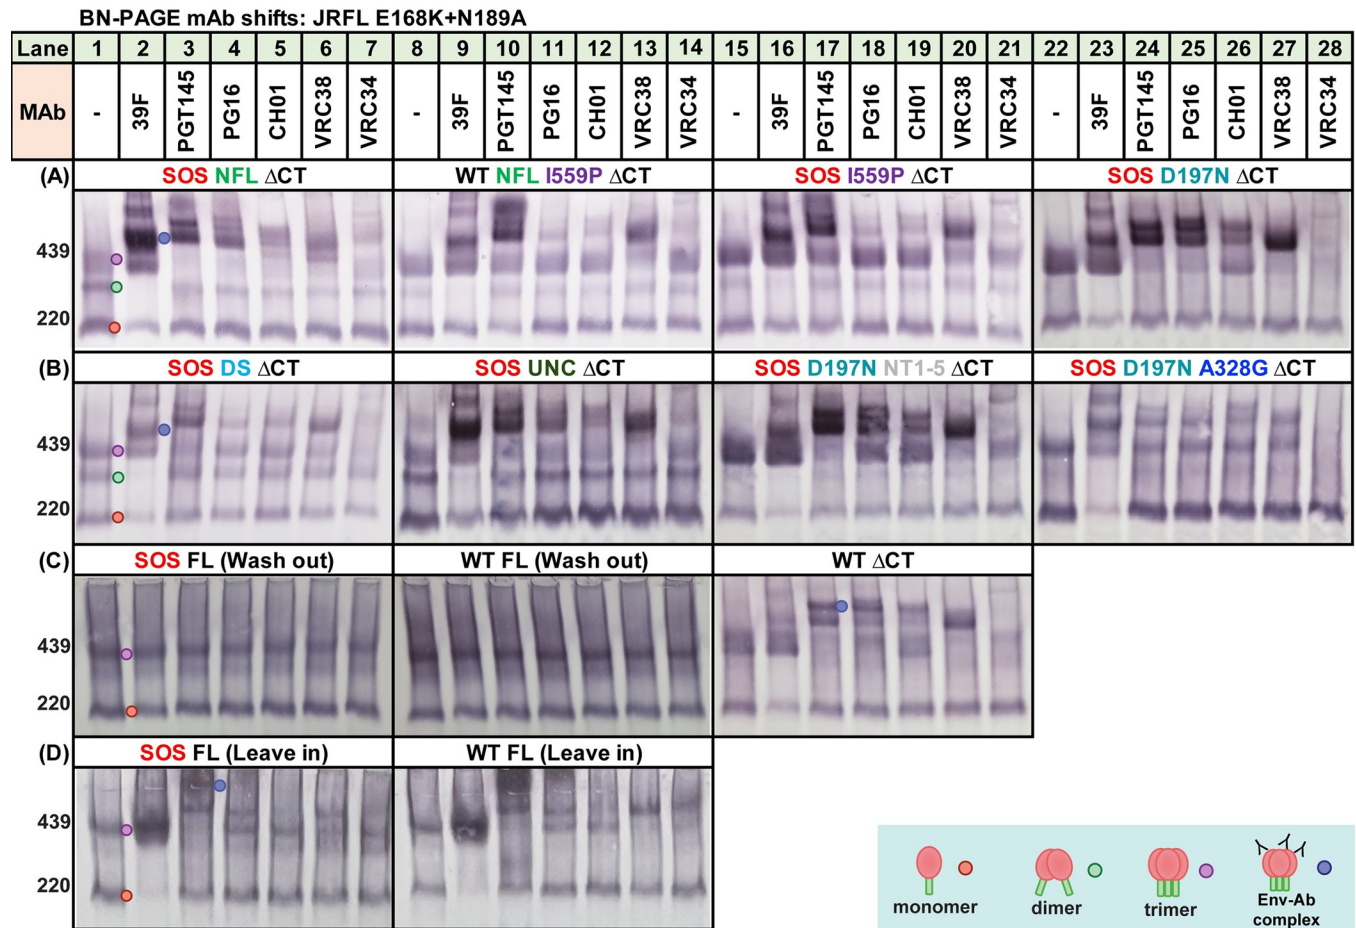 BN-PAGE mAb shifts: JRFL E168K+N189A
Lane 1 2 3 4 5 6 7 8 9 10 11 12 13 14 15 16 17 18 19 20 21 22 23 24 25 26 27 28
MAb - 39F PGT145 PG16 CH01 VRC38 VRC34 - 39F PGT145 PG16 CH01 VRC38 VRC34 - 39F PGT145 PG16 CH01 VRC38 VRC34 - 39F PGT145 PG16 CH01 VRC38 VRC34
(A) SOS NFL ΔCT WT NFL I559P ΔCT SOS I559P ΔCT SOS D197N ΔCT
439
220
(B) SOS DS ΔCT SOS UNC ΔCT SOS D197N NT1-5 ΔCT SOS D197N A328G ΔCT
439
220
(C) SOS FL (Wash out) WT FL (Wash out) WT ΔCT
439
220
(D) SOS FL (Leave in) WT FL (Leave in)
439
220
monomer dimer trimer Env-Ab
complex